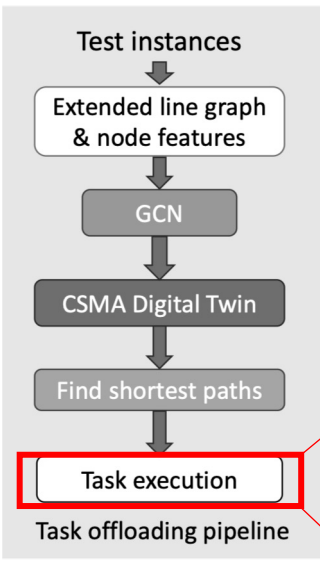 Test instances
Extended line graph
& node features
GCN
CSMA Digital Twin
Find shortest paths
Task execution
Task offloading pipeline